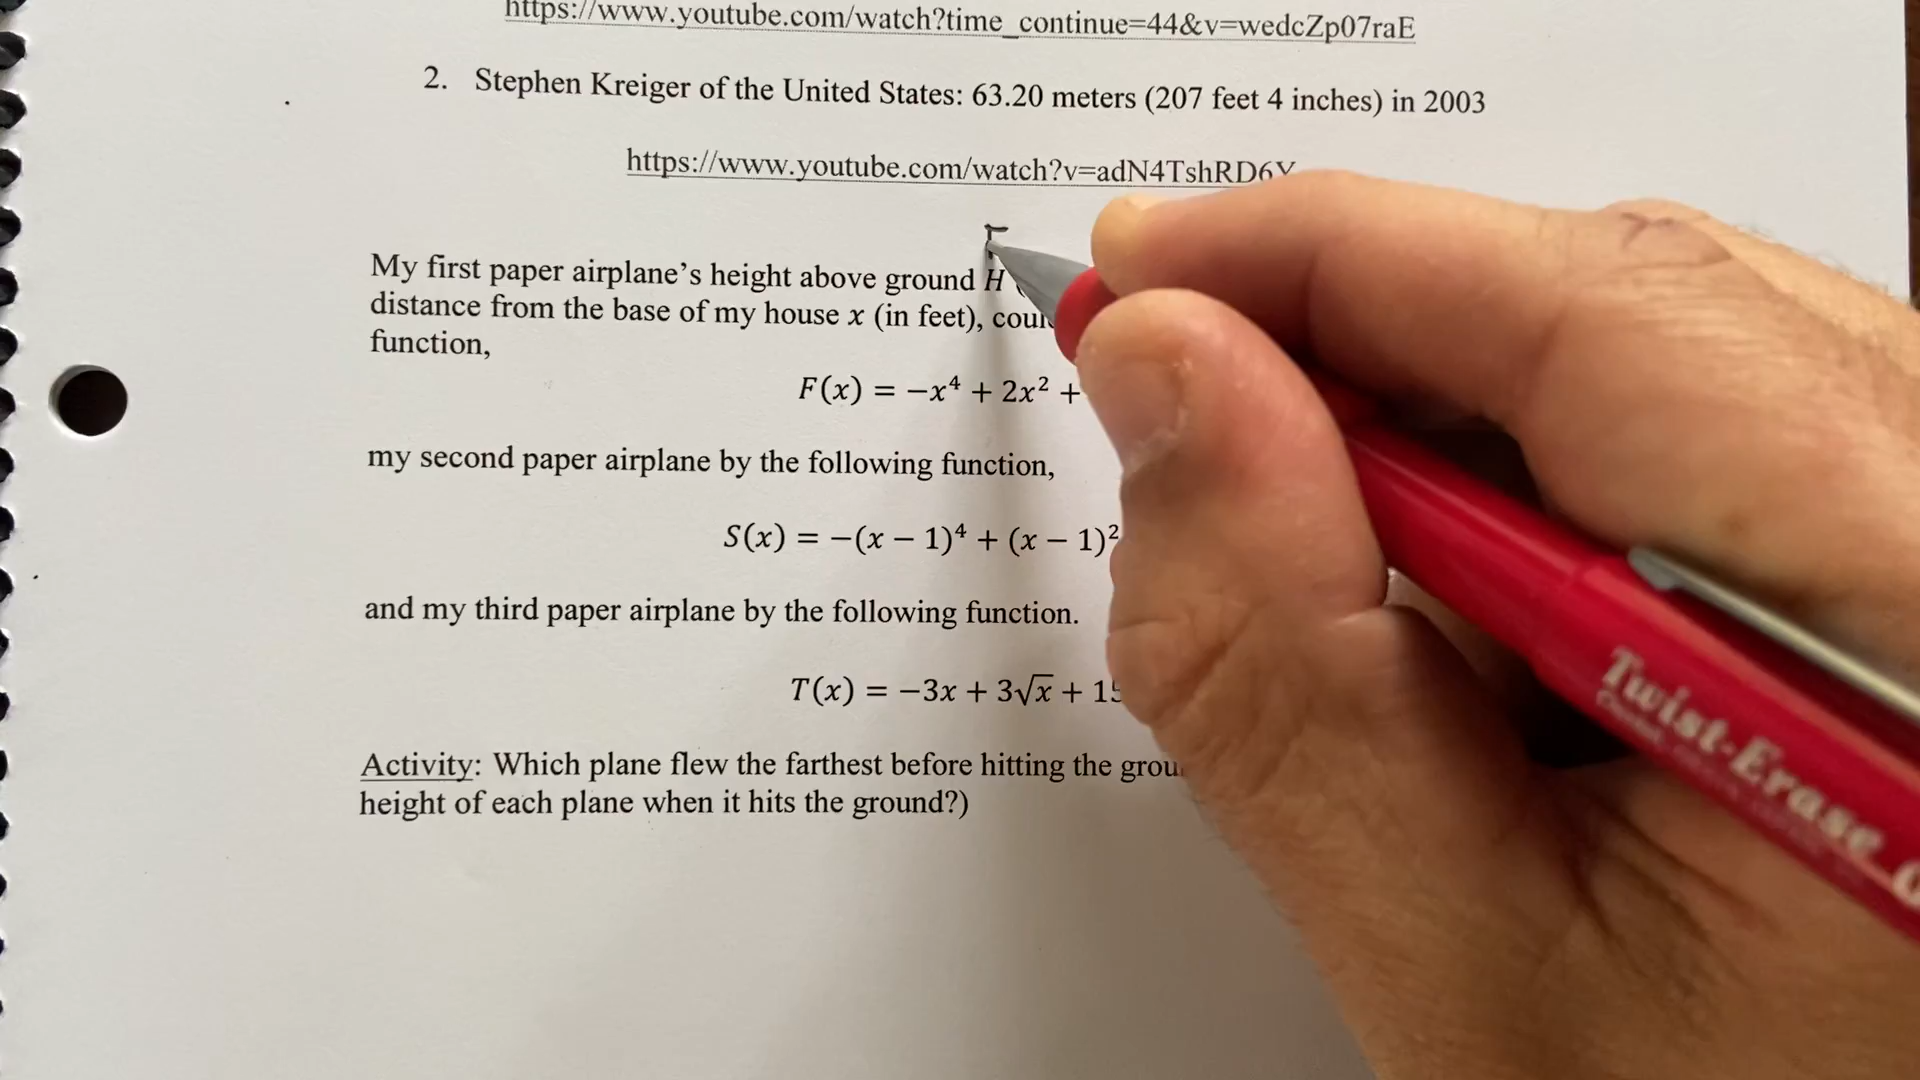 https://www.youtube.com/watch?time_continue=44&v=wedcZp07raE
2. Stephen Kreiger of the United States: 63.20 meters (207 feet 4 inches) in 2003
https://www.youtube.com/watch?v=adN4TshRD6Y
F
My first paper airplane’s height above ground H
distance from the base of my house x (in feet),
function,
F(x) = −x⁴ + 2x² +
my second paper airplane by the following function,
S(x) = −(x − 1)⁴ + (x − 1)²
and my third paper airplane by the following function.
T(x) = −3x + 3√x + 15
Activity: Which plane flew the farthest before hitting the
height of each plane when it hits the ground?)
Twist-Erase